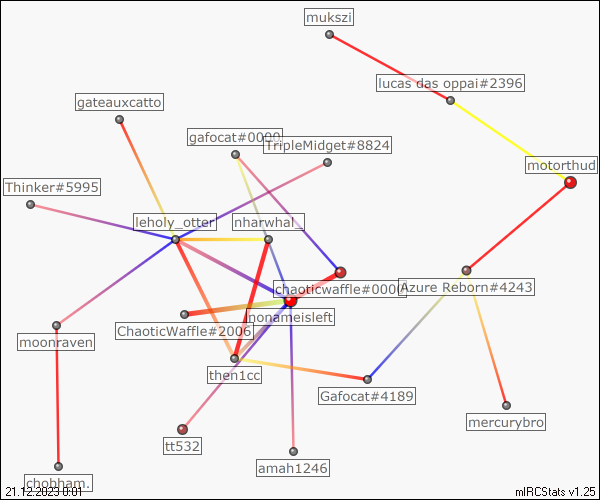 mukszi
lucas das oppai#2396
gateauxcatto
gafocat#0000
TripleMidget#8824
motorthud
Thinker#5995
leholy_otter
nharwhal_
chaoticwaffle#0000
Azure Reborn#4243
nonameisleft
ChaoticWaffle#2006
moonraven
then1cc
Gafocat#4189
mercurybro
tt532
amah1246
chobham.
21.12.2023 0:01
mIRCStats v1.25